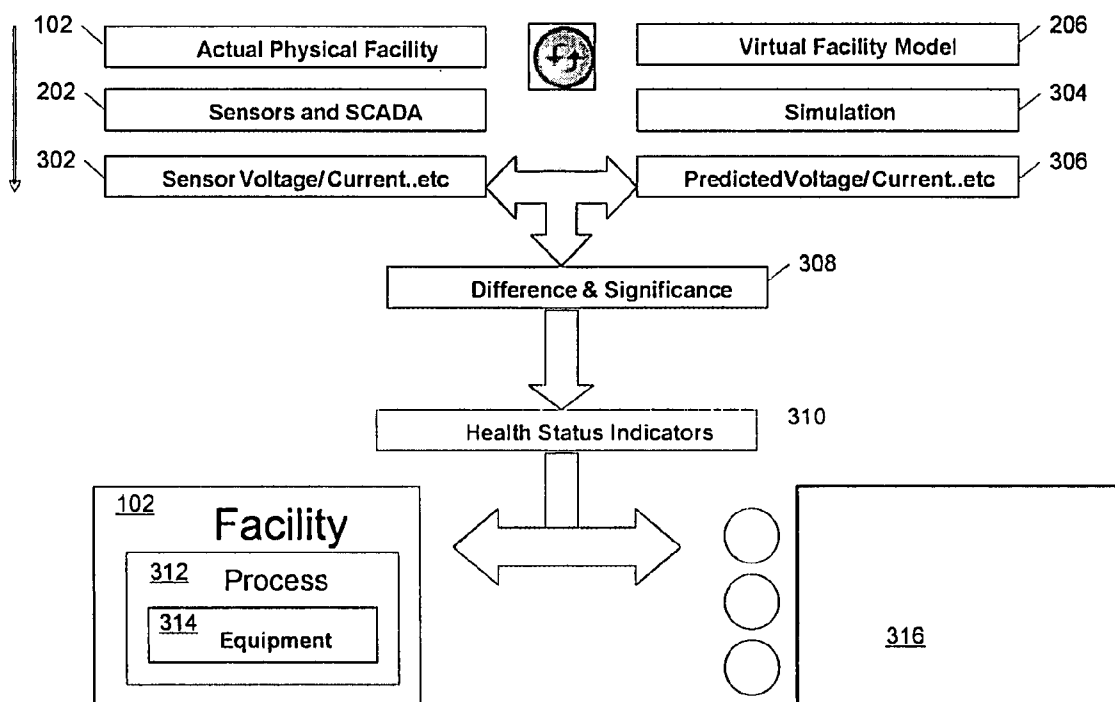 102 Actual Physical Facility
Virtual Facility Model 206
202 Sensors and SCADA
Simulation 304
302 Sensor Voltage/ Current..etc
PredictedVoltage/ Current..etc 306
Difference & Significance 308
Health Status Indicators 310
102 Facility
312 Process
314 Equipment
316